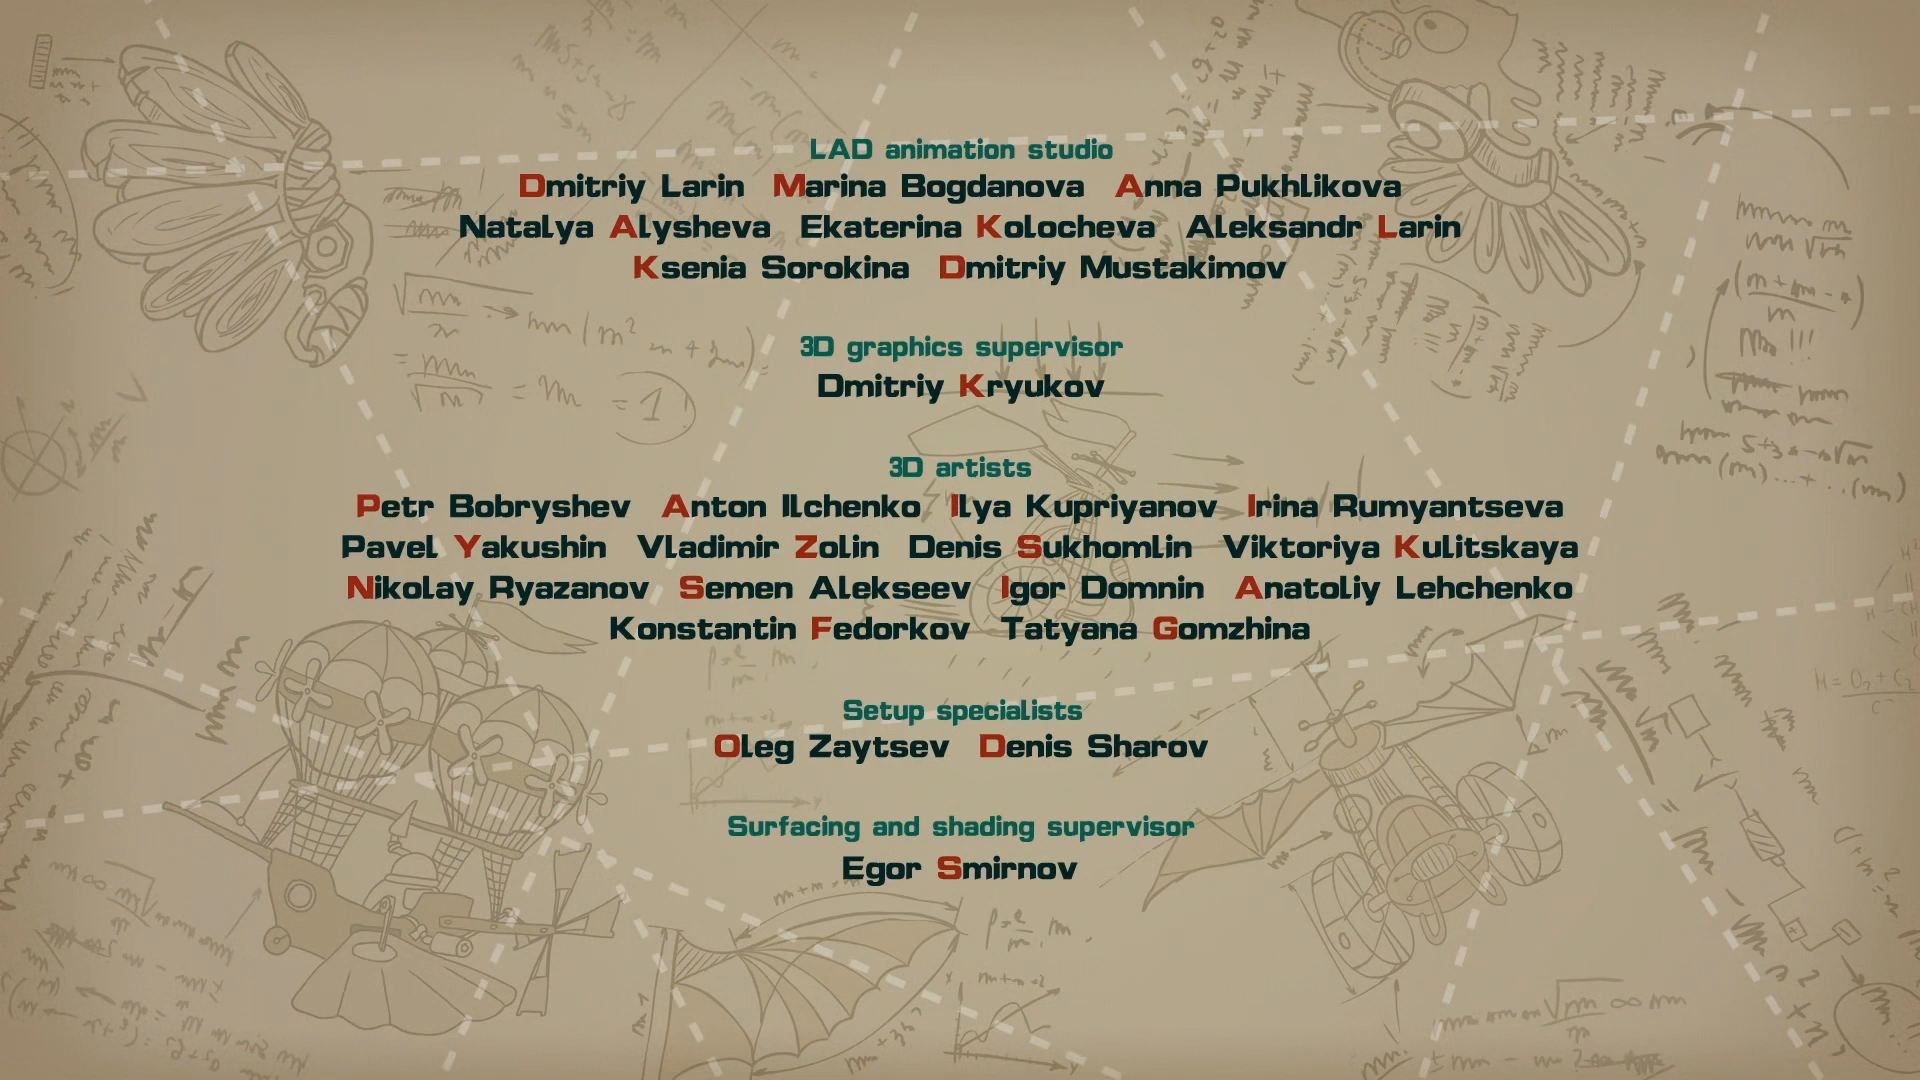 LAD animation studio
Dmitriy Larin Marina Bogdanova Anna Pukhlikova
Natalya Alysheva Ekaterina Kolocheva Aleksandr Larin
Ksenia Sorokina Dmitriy Mustakimov
3D graphics supervisor
Dmitriy Kryukov
3D artists
Petr Bobryshev Anton Ilchenko Ilya Kupriyanov Irina Rumyantseva
Pavel Yakushin Vladimir Zolin Denis Sukhomlin Viktoriya Kulitskaya
Nikolay Ryazanov Semen Alekseev Igor Domnin Anatoliy Lehchenko
Konstantin Fedorkov Tatyana Gomzhina
Setup specialists
Oleg Zaytsev Denis Sharov
Surfacing and shading supervisor
Egor Smirnov